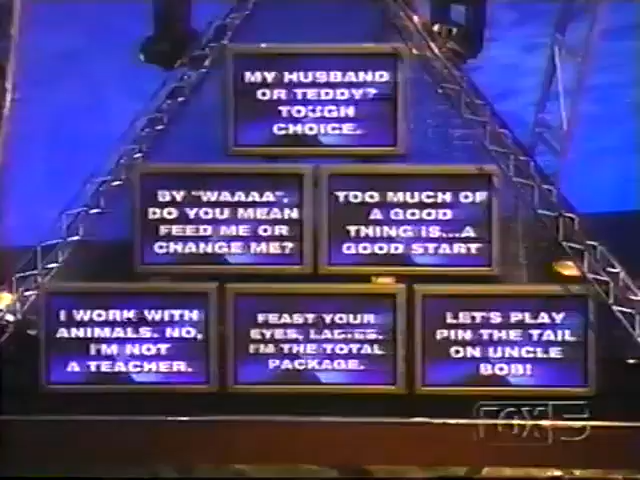 MY HUSBAND
OR TEDDY?
TOUGH
CHOICE.
BY "WAAAA",
DO YOU MEAN
FEED ME OR
CHANGE ME?
TOO MUCH OF
A GOOD
THING IS...A
GOOD START
I WORK WITH
ANIMALS. NO,
I'M NOT
A TEACHER.
FEAST YOUR
EYES, LADIES.
I'M THE TOTAL
PACKAGE.
LET'S PLAY
PIN THE TAIL
ON UNCLE
BOB!
FOX 5